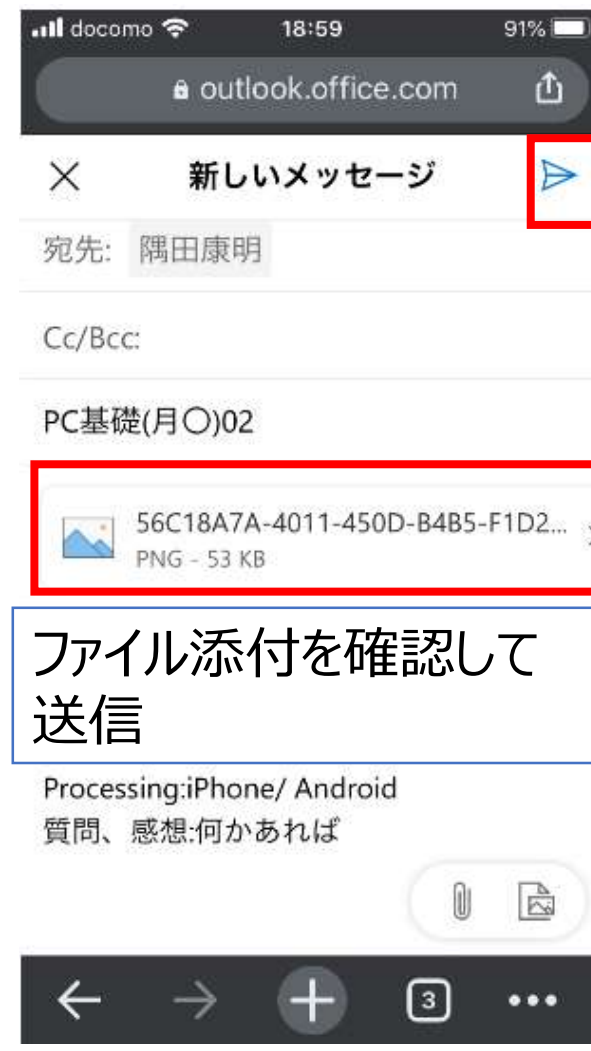 docomo 18:59 91%
outlook.office.com
新しいメッセージ
宛先: 隅田康明
Cc/Bcc:
PC基礎(月〇)02
56C18A7A-4011-450D-B4B5-F1D2...
PNG - 53 KB
ファイル添付を確認して
送信
Processing:iPhone/ Android
質問、感想:何かあれば
3